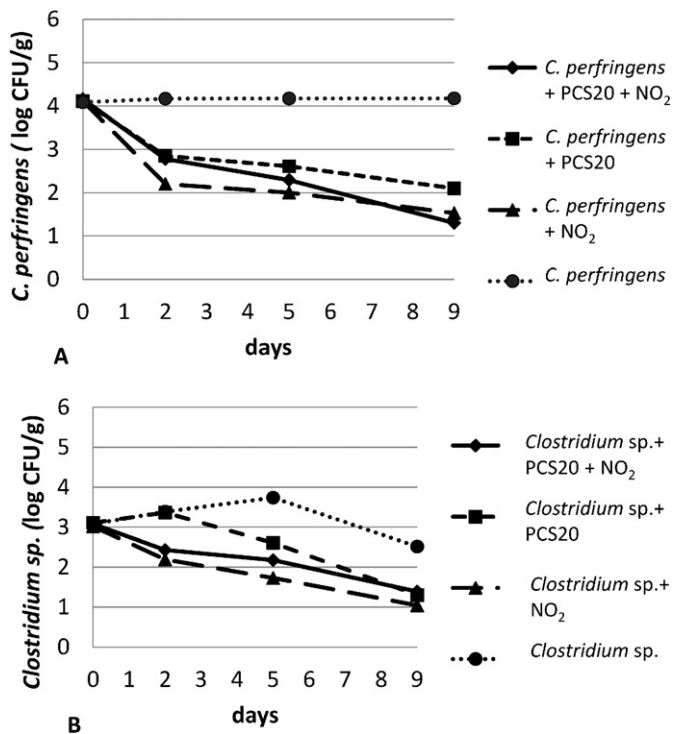 6
5
4
3
2
1
0
C. perfringens ( log CFU/g)
0 1 2 3 4 5 6 7 8 9
days
A
C. perfringens
+ PCS20 + NO₂
C. perfringens
+ PCS20
C. perfringens
+ NO₂
C. perfringens
6
5
4
3
2
1
0
Clostridium sp. (log CFU/g)
0 1 2 3 4 5 6 7 8 9
days
B
Clostridium sp.+
PCS20 + NO₂
Clostridium sp.+
PCS20
Clostridium sp.+
NO₂
Clostridium sp.